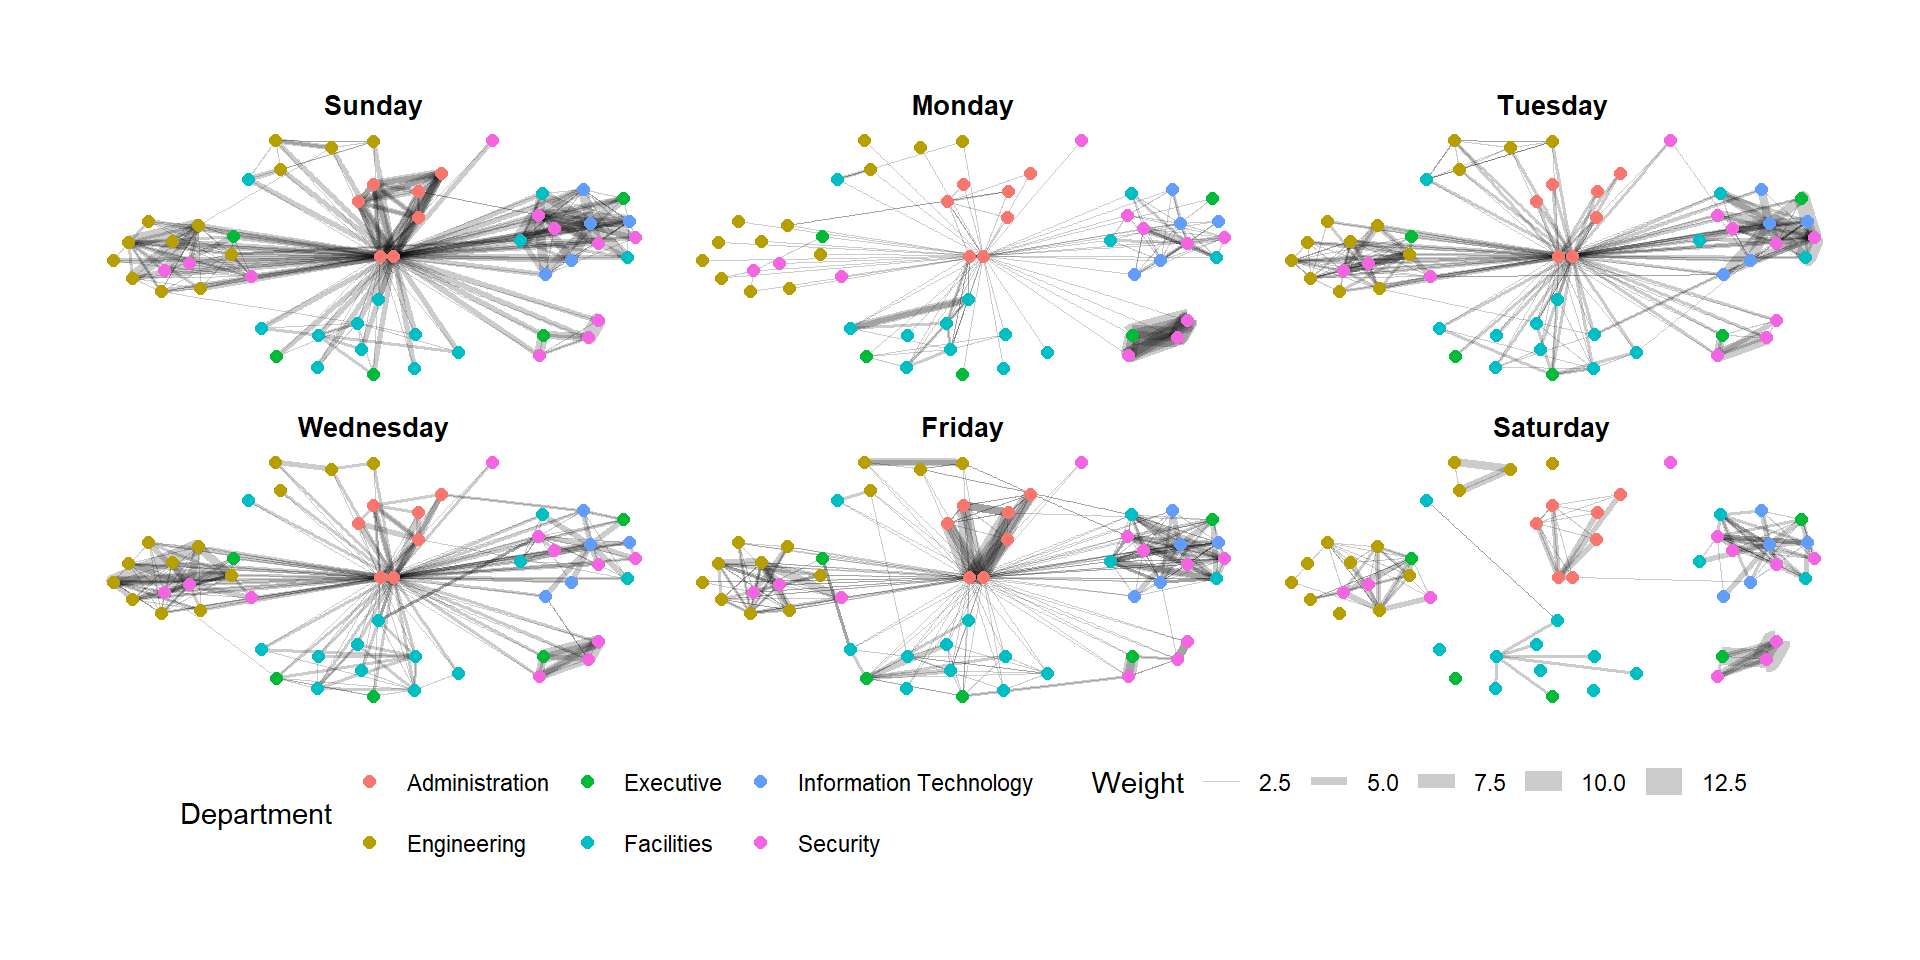 Sunday
Monday
Tuesday
Wednesday
Friday
Saturday
Department
Administration
Executive
Information Technology
Engineering
Facilities
Security
Weight
2.5
5.0
7.5
10.0
12.5